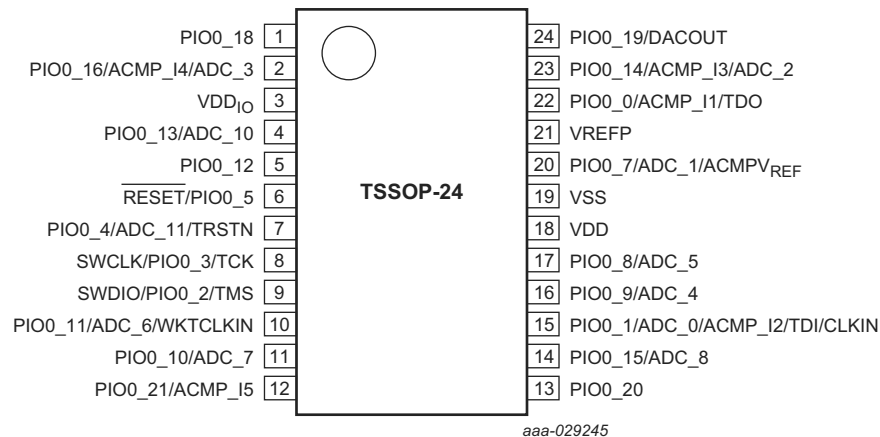 PIO0_18 1
PIO0_16/ACMP_I4/ADC_3 2
VDDIO 3
PIO0_13/ADC_10 4
PIO0_12 5
RESET/PIO0_5 6
PIO0_4/ADC_11/TRSTN 7
SWCLK/PIO0_3/TCK 8
SWDIO/PIO0_2/TMS 9
PIO0_11/ADC_6/WKTCLKIN 10
PIO0_10/ADC_7 11
PIO0_21/ACMP_I5 12
TSSOP-24
24 PIO0_19/DACOUT
23 PIO0_14/ACMP_I3/ADC_2
22 PIO0_0/ACMP_I1/TDO
21 VREFP
20 PIO0_7/ADC_1/ACMPVREF
19 VSS
18 VDD
17 PIO0_8/ADC_5
16 PIO0_9/ADC_4
15 PIO0_1/ADC_0/ACMP_I2/TDI/CLKIN
14 PIO0_15/ADC_8
13 PIO0_20
aaa-029245